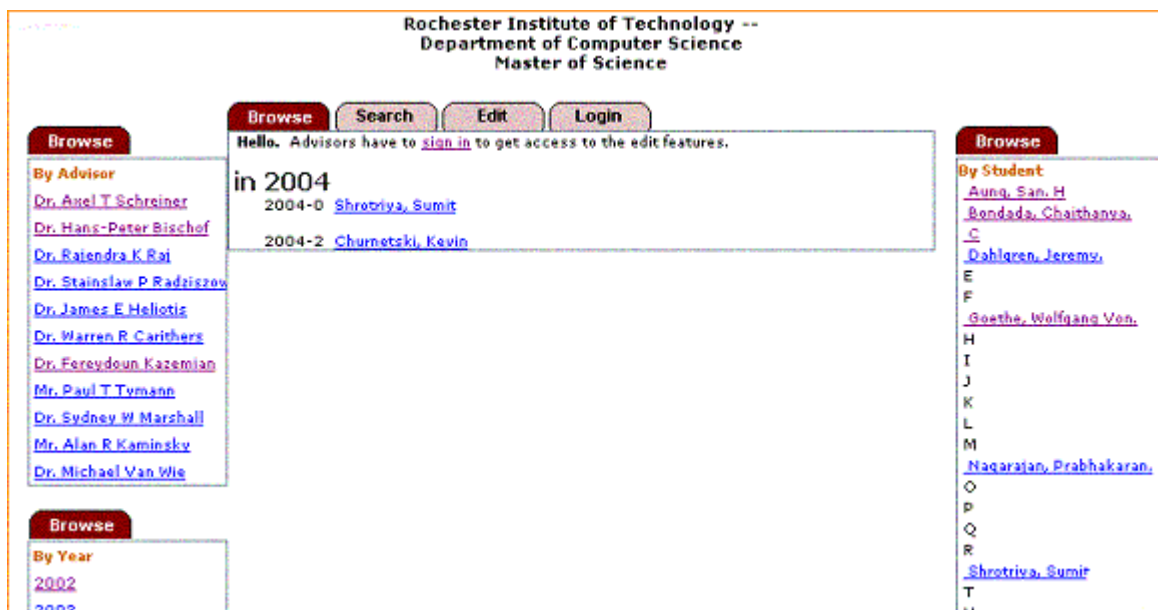 Rochester Institute of Technology --
Department of Computer Science
Master of Science
Browse
Search
Edit
Login
Hello. Advisors have to sign in to get access to the edit features.
in 2004
2004-0 Shrotriya, Sumit
2004-2 Churnetski, Kevin
Browse
By Advisor
Dr. Axel T Schreiner
Dr. Hans-Peter Bischof
Dr. Rajendra K Raj
Dr. Stainslaw P Radziszow
Dr. James E Heliotis
Dr. Warren R Carithers
Dr. Fereydoun Kazemian
Mr. Paul T Tymann
Dr. Sydney W Marshall
Mr. Alan R Kaminsky
Dr. Michael Van Wie
Browse
By Year
2002
2003
Browse
By Student
Aung, San. H
Bondada, Chaithanya.
C
Dahlgren, Jeremy.
E
F
Goethe, Wolfgang Von.
H
I
J
K
L
M
Nagarajan, Prabhakaran.
O
P
Q
R
Shrotriya, Sumit
T